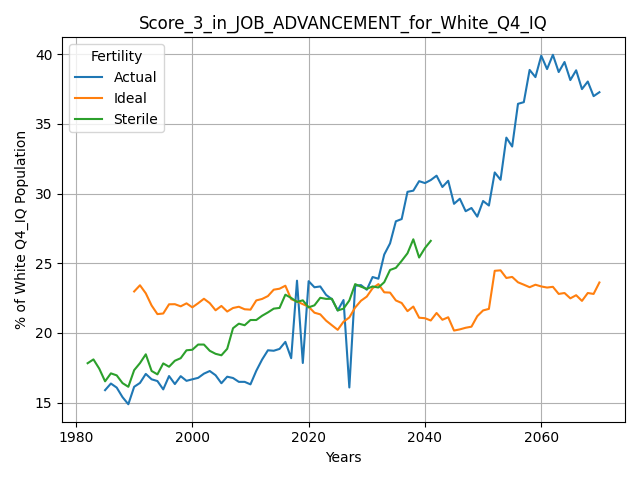 Score_3_in_JOB_ADVANCEMENT_for_White_Q4_IQ
Fertility
Actual
Ideal
Sterile
% of White Q4_IQ Population
40
35
30
25
20
15
1980
2000
2020
2040
2060
Years